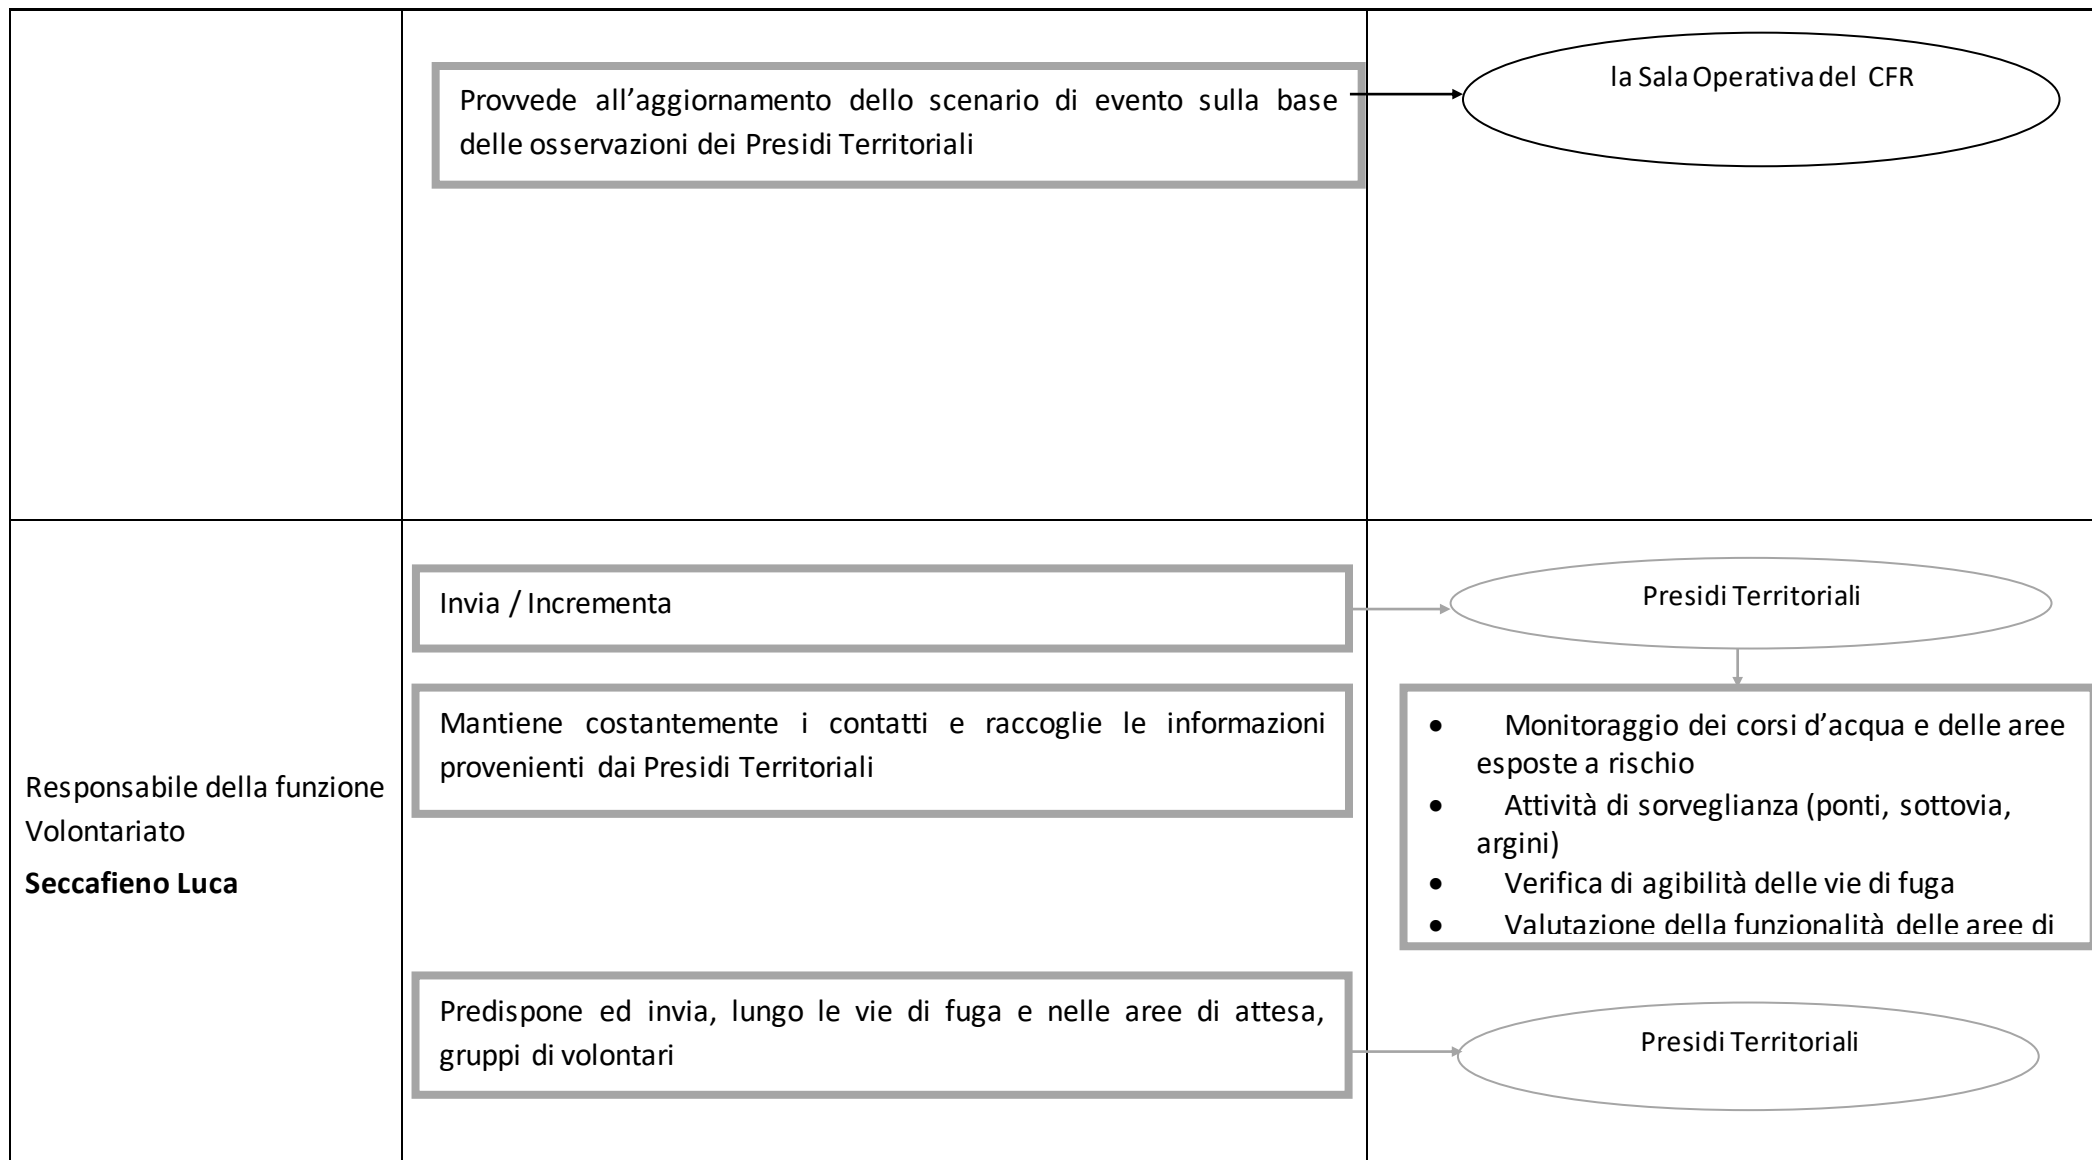 Provvede all’aggiornamento dello scenario di evento sulla base
delle osservazioni dei Presidi Territoriali
la Sala Operativa del CFR
Responsabile della funzione
Volontariato
Seccafieno Luca
Invia / Incrementa
Presidi Territoriali
Mantiene costantemente i contatti e raccoglie le informazioni
provenienti dai Presidi Territoriali
• Monitoraggio dei corsi d’acqua e delle aree
esposte a rischio
• Attività di sorveglianza (ponti, sottovia,
argini)
• Verifica di agibilità delle vie di fuga
• Valutazione della funzionalità delle aree di
Predispone ed invia, lungo le vie di fuga e nelle aree di attesa,
gruppi di volontari
Presidi Territoriali